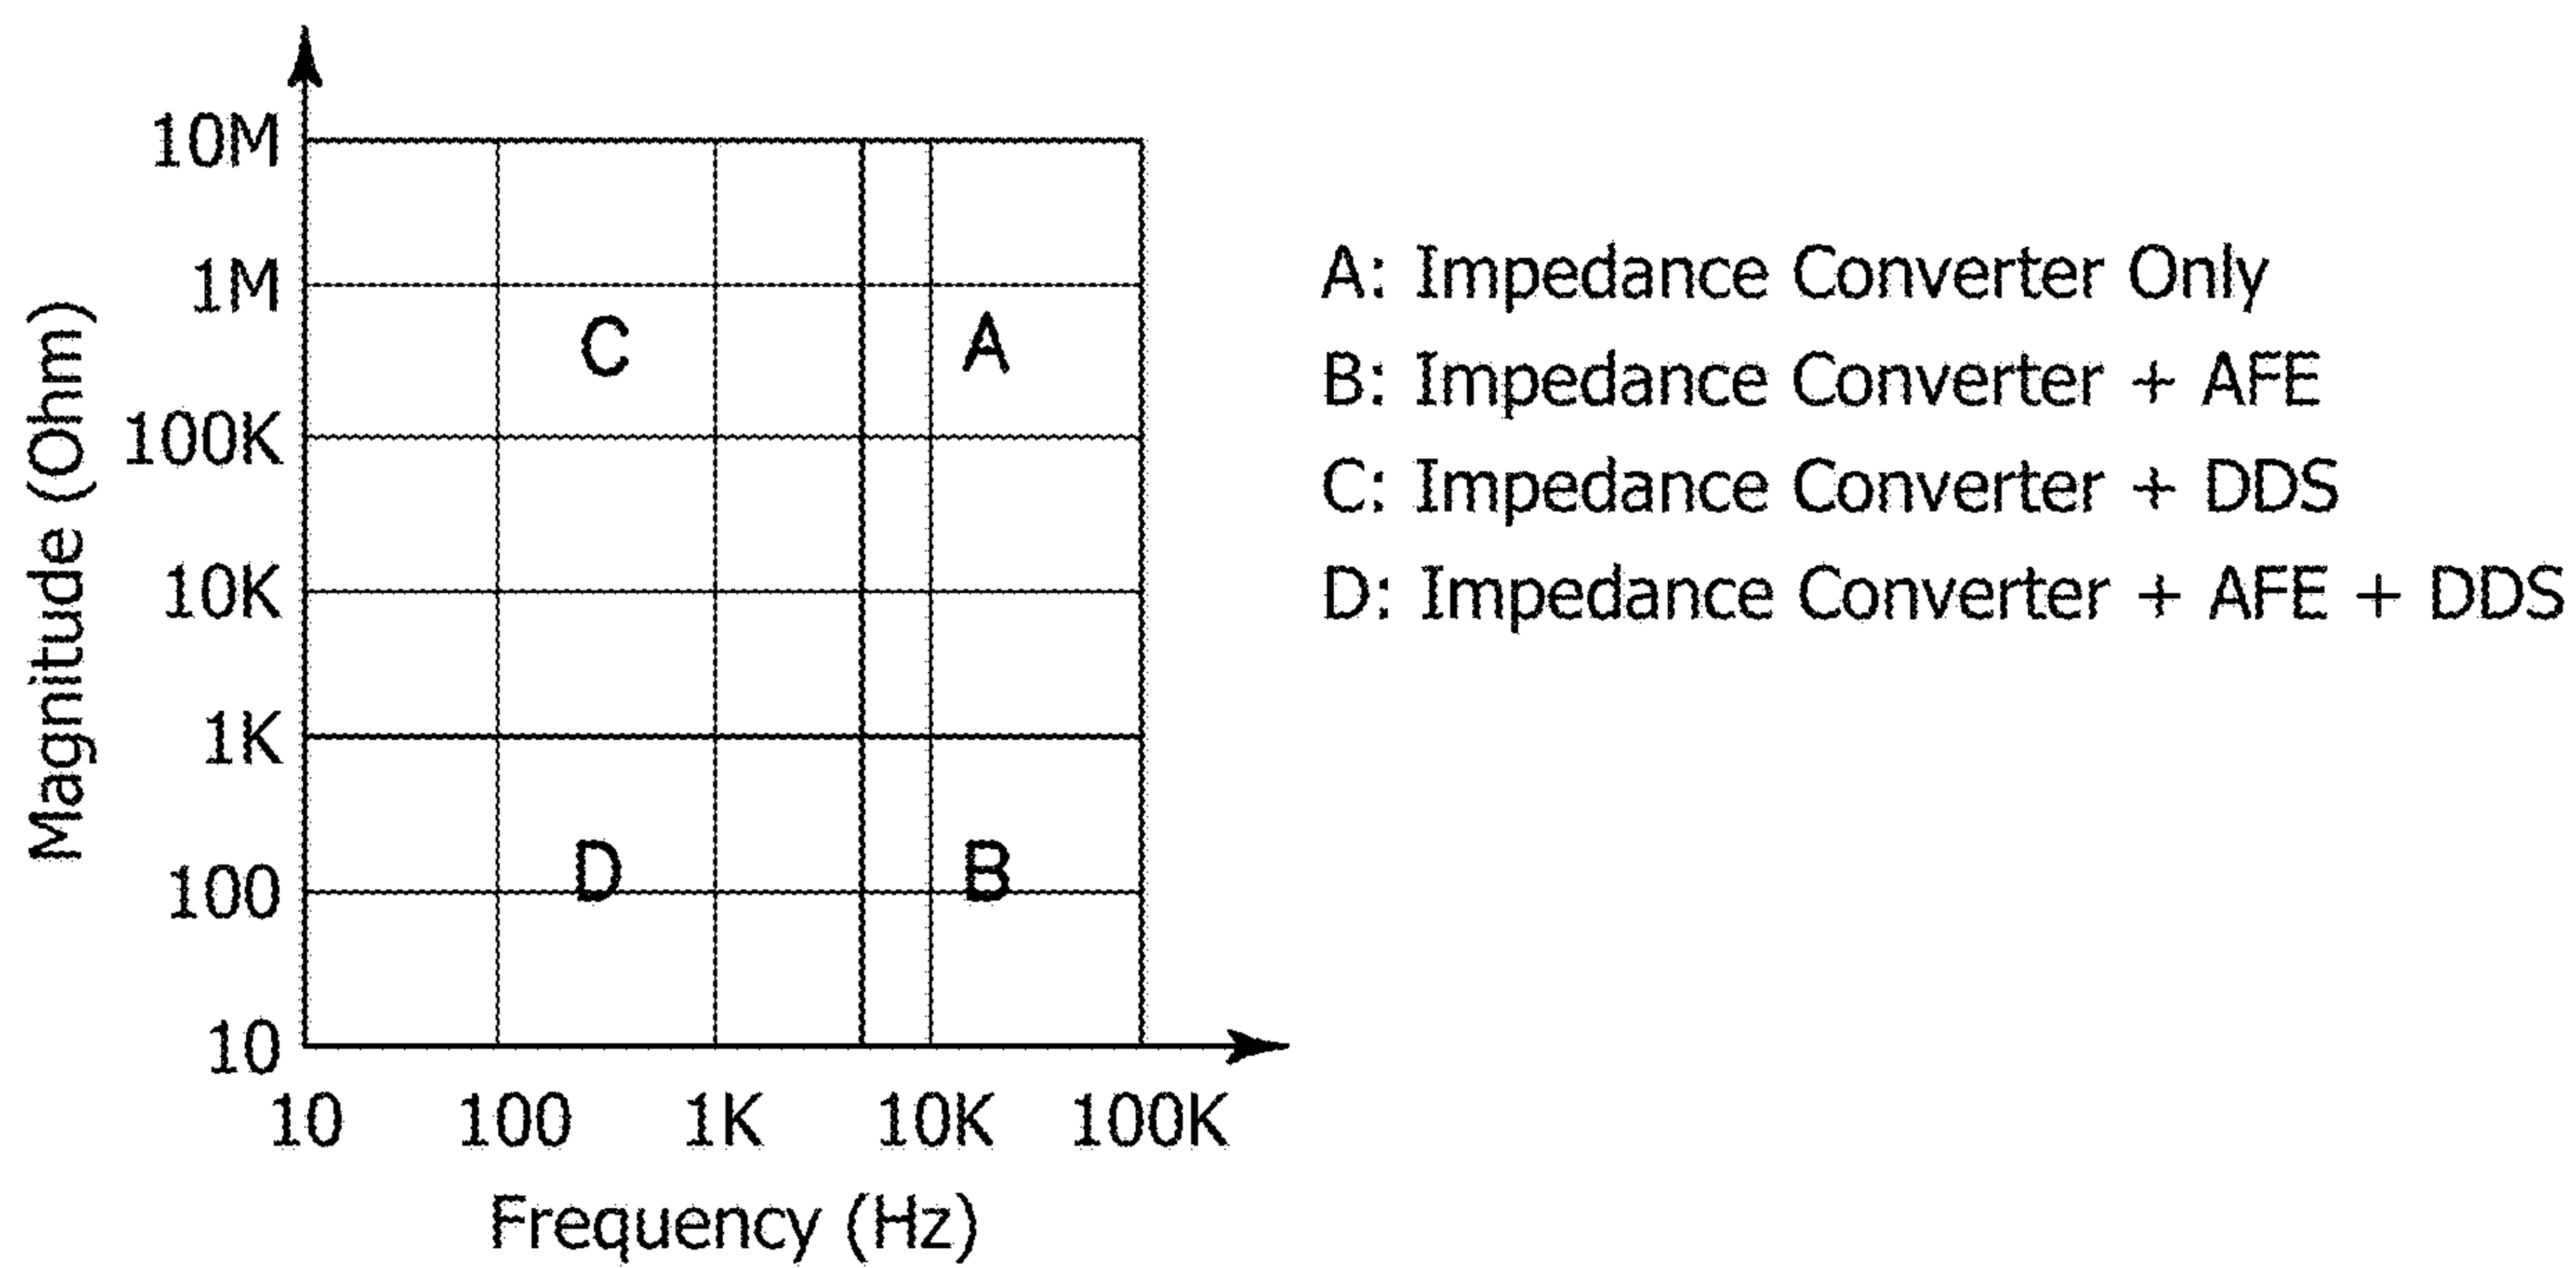 10M
1M
100K
10K
1K
100
10
Magnitude (Ohm)
C
A
D
B
10 100 1K 10K 100K
Frequency (Hz)
A: Impedance Converter Only
B: Impedance Converter + AFE
C: Impedance Converter + DDS
D: Impedance Converter + AFE + DDS